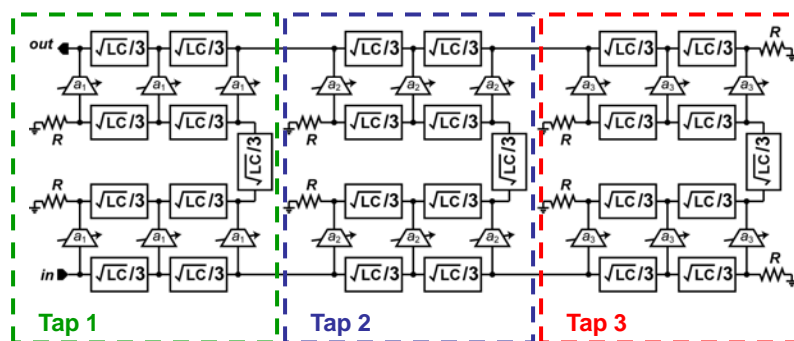 out √LC/3 √LC/3 √LC/3 √LC/3 √LC/3 √LC/3 R
a₁ a₁ a₁ a₂ a₂ a₂ a₃ a₃ a₃
R √LC/3 √LC/3 R √LC/3 √LC/3 R √LC/3 √LC/3
√LC/3 √LC/3 √LC/3
R √LC/3 √LC/3 R √LC/3 √LC/3 R √LC/3 √LC/3
a₁ a₁ a₁ a₂ a₂ a₂ a₃ a₃ a₃
in √LC/3 √LC/3 √LC/3 √LC/3 √LC/3 √LC/3 R
Tap 1 Tap 2 Tap 3